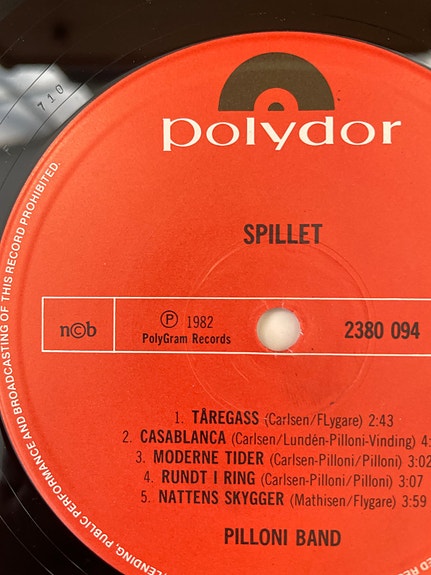 710
polydor
SPILLET
n©b
℗ 1982
PolyGram Records
2380 094
1. TÅREGASS (Carlsen/FLygare) 2:43
2. CASABLANCA (Carlsen/Lundén-Pilloni-Vinding) 4:
3. MODERNE TIDER (Carlsen-Pilloni/Pilloni) 3:02
4. RUNDT I RING (Carlsen-Pilloni/Pilloni) 3:07
5. NATTENS SKYGGER (Mathisen/Flygare) 3:59
PILLONI BAND
LENDING, PUBLIC PERFORMANCE AND BROADCASTING OF THIS RECORD PROHIBITED.